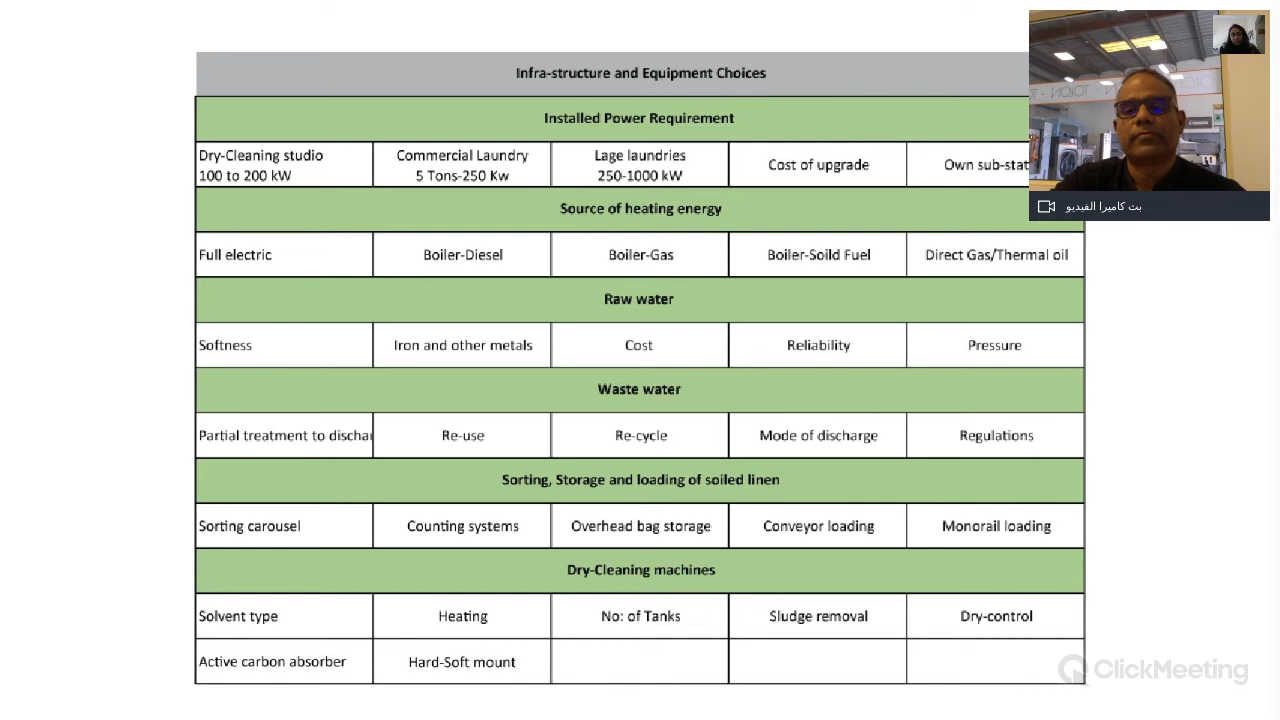 Infra-structure and Equipment Choices
Installed Power Requirement
Dry-Cleaning studio
100 to 200 kW
Commercial Laundry
5 Tons-250 Kw
Lage laundries
250-1000 kW
Cost of upgrade
Own sub-stat
Source of heating energy
Full electric
Boiler-Diesel
Boiler-Gas
Boiler-Soild Fuel
Direct Gas/Thermal oil
Raw water
Softness
Iron and other metals
Cost
Reliability
Pressure
Waste water
Partial treatment to dischar
Re-use
Re-cycle
Mode of discharge
Regulations
Sorting, Storage and loading of soiled linen
Sorting carousel
Counting systems
Overhead bag storage
Conveyor loading
Monorail loading
Dry-Cleaning machines
Solvent type
Heating
No: of Tanks
Sludge removal
Dry-control
Active carbon absorber
Hard-Soft mount
بث كاميرا الفيديو
ClickMeeting